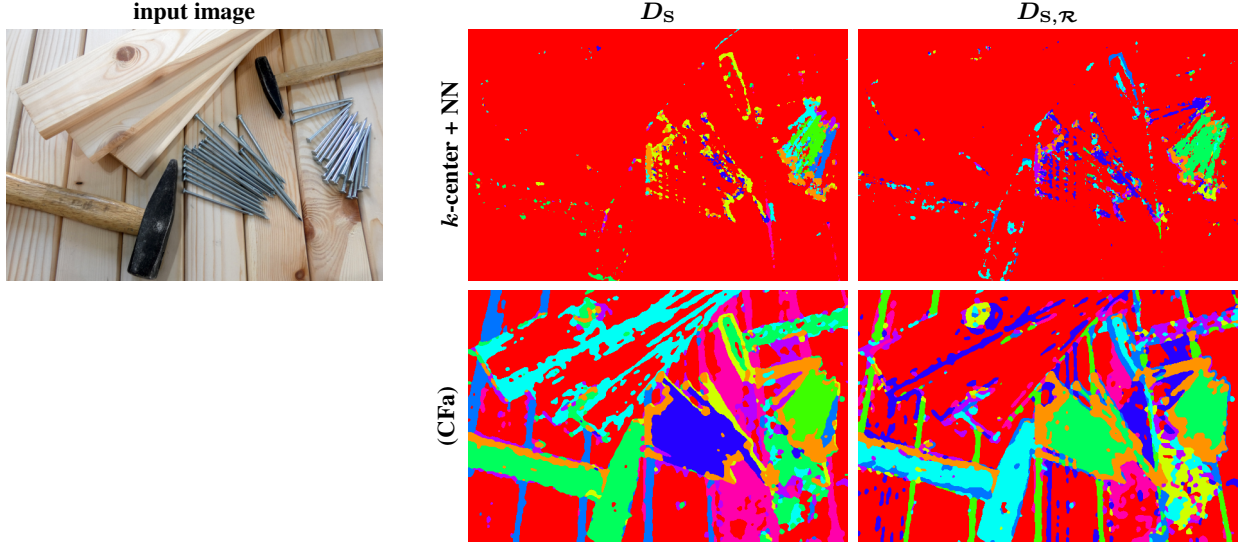 input image
D_S
D_{S,ℛ}
k-center + NN
(CFa)